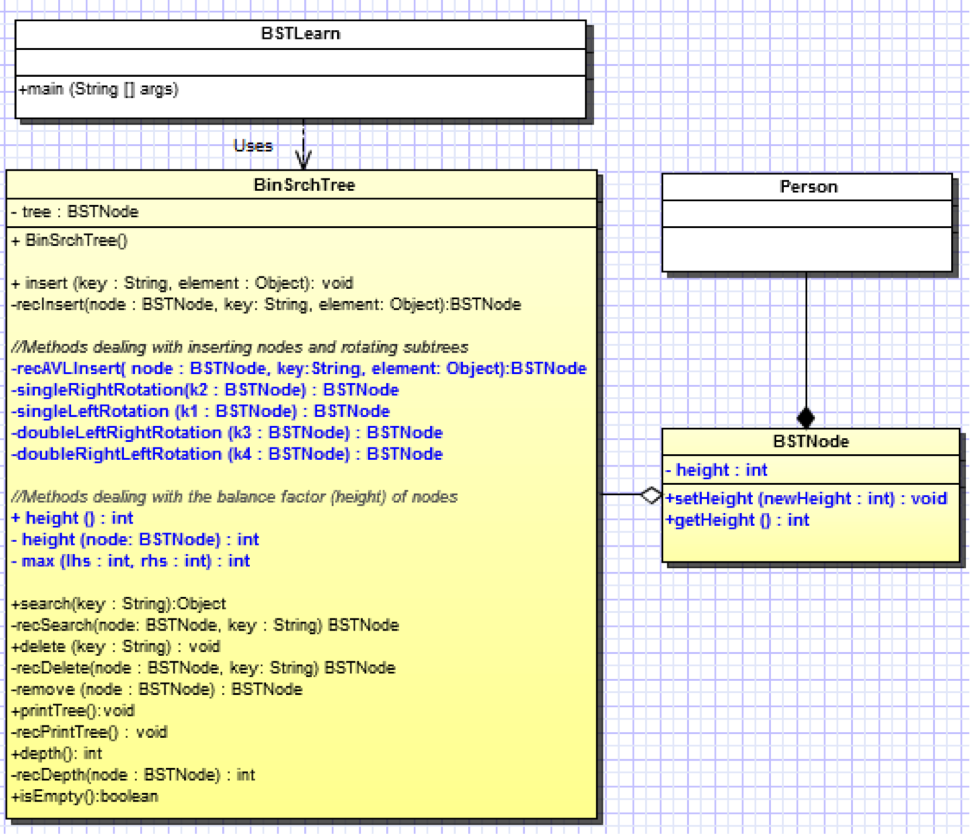 BSTLearn
+main (String [] args)
Uses
BinSrchTree
- tree : BSTNode
+ BinSrchTree()
+ insert (key : String, element : Object): void
-recInsert(node : BSTNode, key: String, element: Object):BSTNode
//Methods dealing with inserting nodes and rotating subtrees
-recAVLInsert( node : BSTNode, key:String, element: Object):BSTNode
-singleRightRotation(k2 : BSTNode) : BSTNode
-singleLeftRotation (k1 : BSTNode) : BSTNode
-doubleLeftRightRotation (k3 : BSTNode) : BSTNode
-doubleRightLeftRotation (k4 : BSTNode) : BSTNode
//Methods dealing with the balance factor (height) of nodes
+ height () : int
- height (node: BSTNode) : int
- max (lhs : int, rhs : int) : int
+search(key : String):Object
-recSearch(node: BSTNode, key : String) BSTNode
+delete (key : String) : void
-recDelete(node : BSTNode, key: String) BSTNode
-remove (node : BSTNode) : BSTNode
+printTree():void
-recPrintTree() : void
+depth(): int
-recDepth(node : BSTNode) : int
+isEmpty():boolean
Person
BSTNode
- height : int
+setHeight (newHeight : int) : void
+getHeight () : int